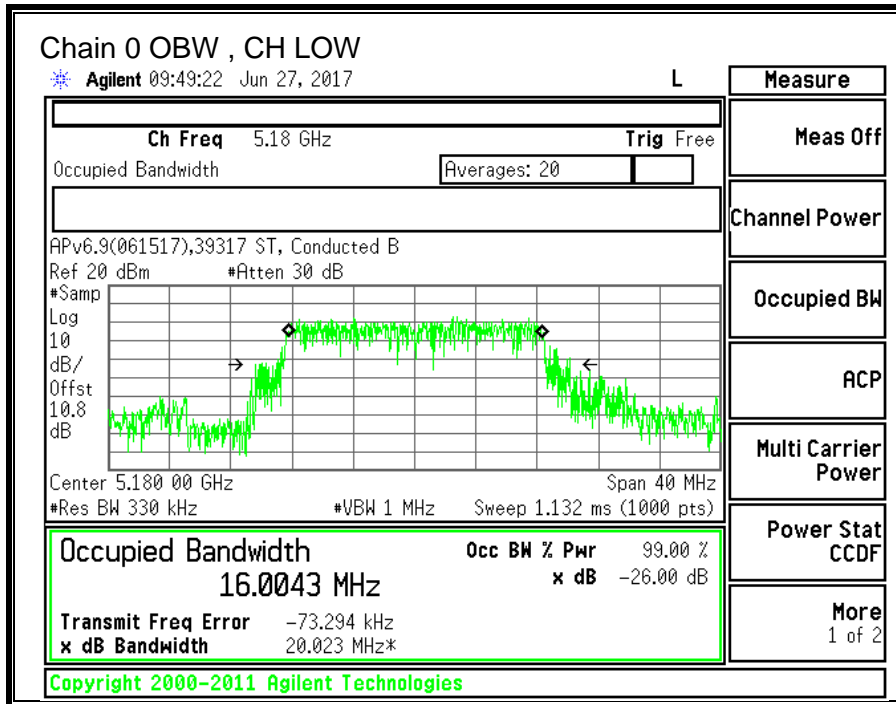 Chain 0 OBW , CH LOW
Agilent 09:49:22 Jun 27, 2017 L
Measure
Meas Off
Channel Power
Occupied BW
ACP
Multi Carrier
Power
Power Stat
CCDF
More
1 of 2
Ch Freq 5.18 GHz Trig Free
Occupied Bandwidth Averages: 20
APv6.9(061517),39317 ST, Conducted B
Ref 20 dBm #Atten 30 dB
#Samp
Log
10
dB/
Offst
10.8
dB
Center 5.180 00 GHz Span 40 MHz
#Res BW 330 kHz #VBW 1 MHz Sweep 1.132 ms (1000 pts)
Occupied Bandwidth Occ BW % Pwr 99.00 %
16.0043 MHz x dB -26.00 dB
Transmit Freq Error -73.294 kHz
x dB Bandwidth 20.023 MHz*
Copyright 2000-2011 Agilent Technologies